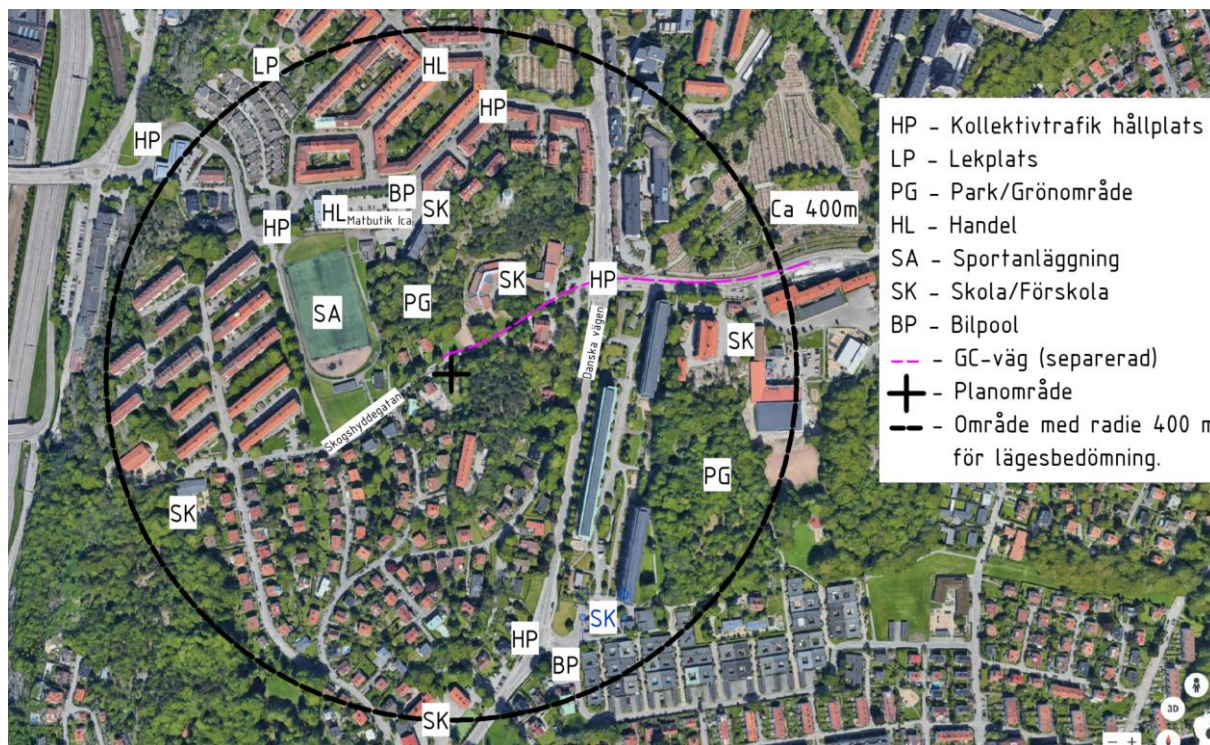 LP
HL
HP
HP
BP
SK
HL
Matbutik Ica
HP
Ca 400m
SK
HP
PG
SA
Danska vägen
SK
Skogshyddegatan
PG
SK
SK
HP
BP
SK
HP - Kollektivtrafik hållplats
LP - Lekplats
PG - Park/Grönområde
HL - Handel
SA - Sportanläggning
SK - Skola/Förskola
BP - Bilpool
- GC-väg (separerad)
- Planområde
- Område med radie 400 m
för lägesbedömning.
3D